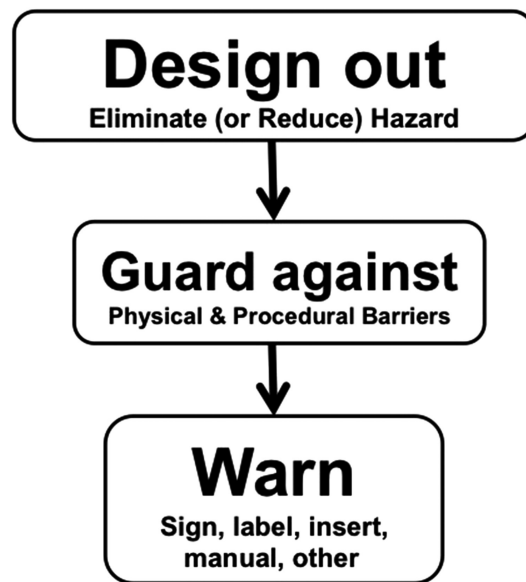 Design out
Eliminate (or Reduce) Hazard
Guard against
Physical & Procedural Barriers
Warn
Sign, label, insert,
manual, other